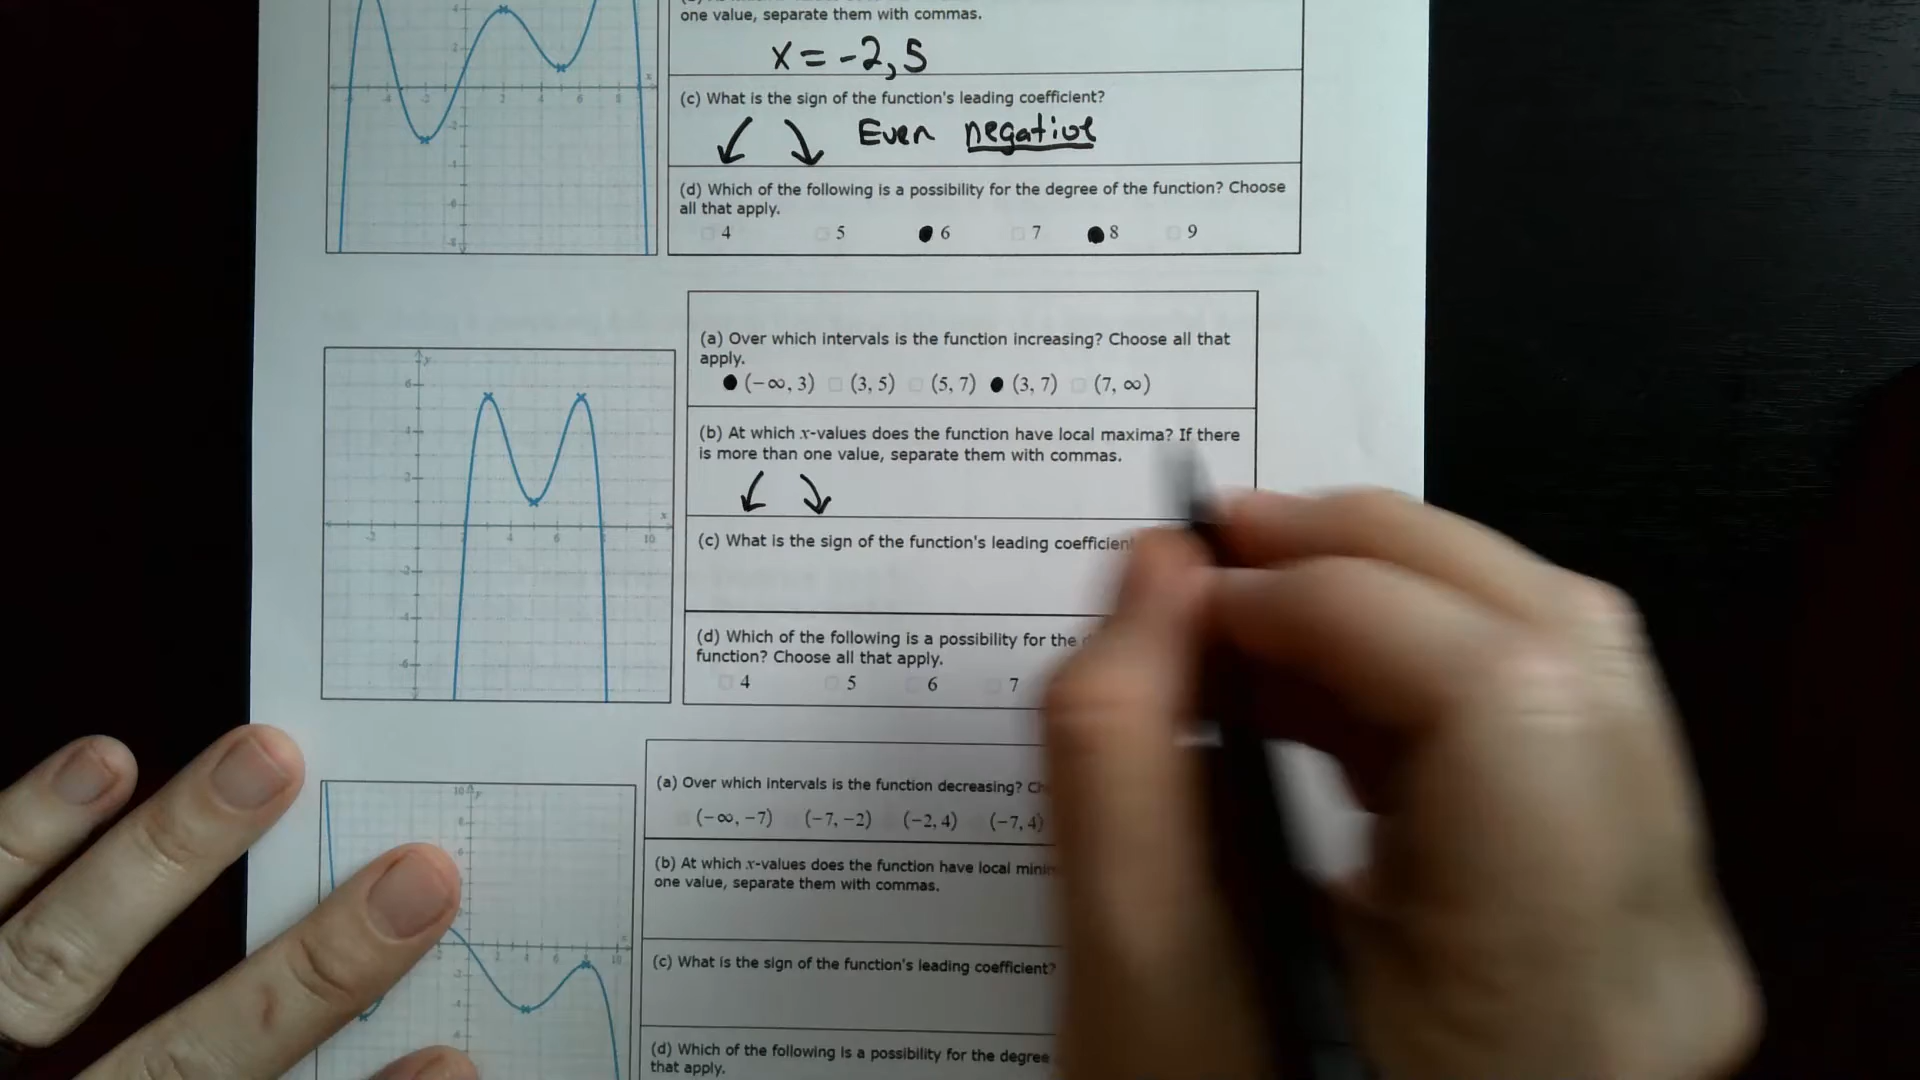 one value, separate them with commas.
x = -2, 5
(c) What is the sign of the function's leading coefficient?
Even negative
(d) Which of the following is a possibility for the degree of the function? Choose
all that apply.
4 5 6 7 8 9
(a) Over which intervals is the function increasing? Choose all that
apply.
(−∞, 3) (3, 5) (5, 7) (3, 7) (7, ∞)
(b) At which x-values does the function have local maxima? If there
is more than one value, separate them with commas.
(c) What is the sign of the function's leading coefficien
(d) Which of the following is a possibility for the
function? Choose all that apply.
4 5 6 7
(a) Over which intervals is the function decreasing?
(−∞, −7) (−7, −2) (−2, 4) (−7, 4)
(b) At which x-values does the function have local
one value, separate them with commas.
(c) What is the sign of the function's leading coefficient?
(d) Which of the following is a possibility for the degree
that apply.